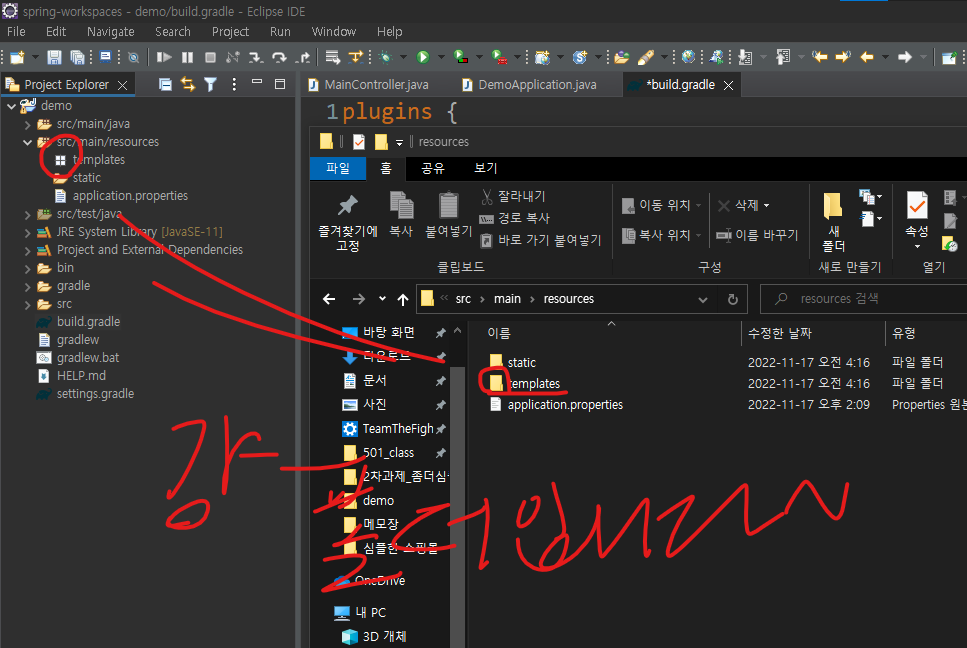 spring-workspaces - demo/build.gradle - Eclipse IDE
File Edit Navigate Search Project Run Window Help
Project Explorer
demo
src/main/java
src/main/resources
templates
static
application.properties
src/test/java
JRE System Library [JavaSE-11]
Project and External Dependencies
bin
gradle
src
build.gradle
gradlew
gradlew.bat
HELP.md
settings.gradle
MainController.java DemoApplication.java *build.gradle
1 plugins {
resources
파일 홈 공유 보기
즐겨찾기에 고정
복사
붙여넣기
잘라내기
경로 복사
바로 가기 붙여넣기
클립보드
이동 위치
복사 위치
삭제
이름 바꾸기
구성
새 폴더
새로 만들기
속성
열기
src main resources
resources 검색
바탕 화면
다운로드
문서
사진
TeamTheFigh
501_class
2차과제_좀더심
demo
메모장
심플한 쇼핑몰
OneDrive
내 PC
3D 개체
이름 수정한 날짜 유형
static 2022-11-17 오전 4:16 파일 폴더
templates 2022-11-17 오전 4:16 파일 폴더
application.properties 2022-11-17 오후 2:09 Properties 원본